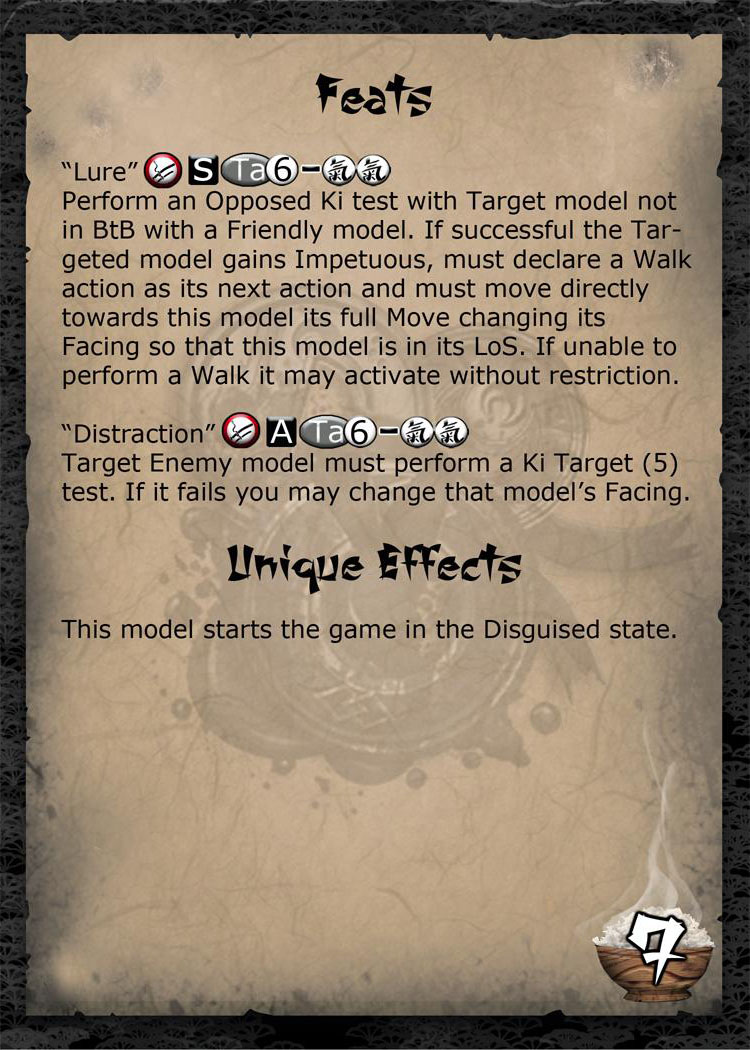 Feats
“Lure” S Ta6-氣氣
Perform an Opposed Ki test with Target model not
in BtB with a Friendly model. If successful the Tar-
geted model gains Impetuous, must declare a Walk
action as its next action and must move directly
towards this model its full Move changing its
Facing so that this model is in its LoS. If unable to
perform a Walk it may activate without restriction.
“Distraction” A Ta6-氣氣
Target Enemy model must perform a Ki Target (5)
test. If it fails you may change that model’s Facing.
Unique Effects
This model starts the game in the Disguised state.
7